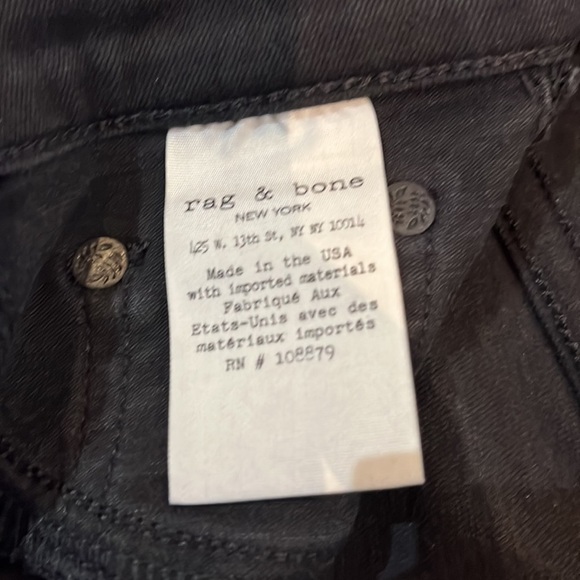 rag & bone
NEW YORK
425 W. 13th St, NY NY 10014
Made in the USA
with imported materials
Fabriqué Aux
Etats-Unis avec des
matériaux importés
RN # 108879